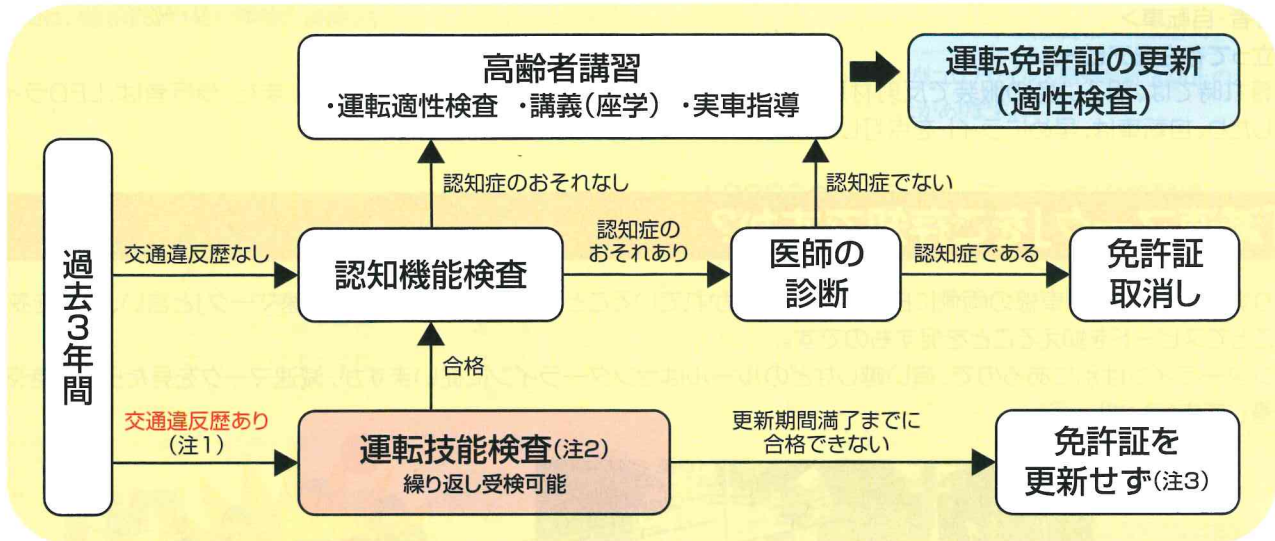 高齢者講習
・運転適性検査 ・講義(座学) ・実車指導
運転免許証の更新
(適性検査)
認知症のおそれなし
認知症でない
過去3年間
交通違反歴なし
認知機能検査
認知症の
おそれあり
医師の
診断
認知症である
免許証
取消し
合格
交通違反歴あり
(注1)
運転技能検査(注2)
繰り返し受検可能
更新期間満了までに
合格できない
免許証を
更新せず(注3)